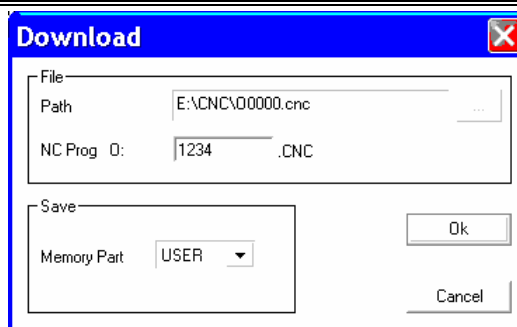 Download
File
Path E:\CNC\O0000.cnc ...
NC Prog O: 1234 .CNC
Save
Memory Part USER
Ok
Cancel